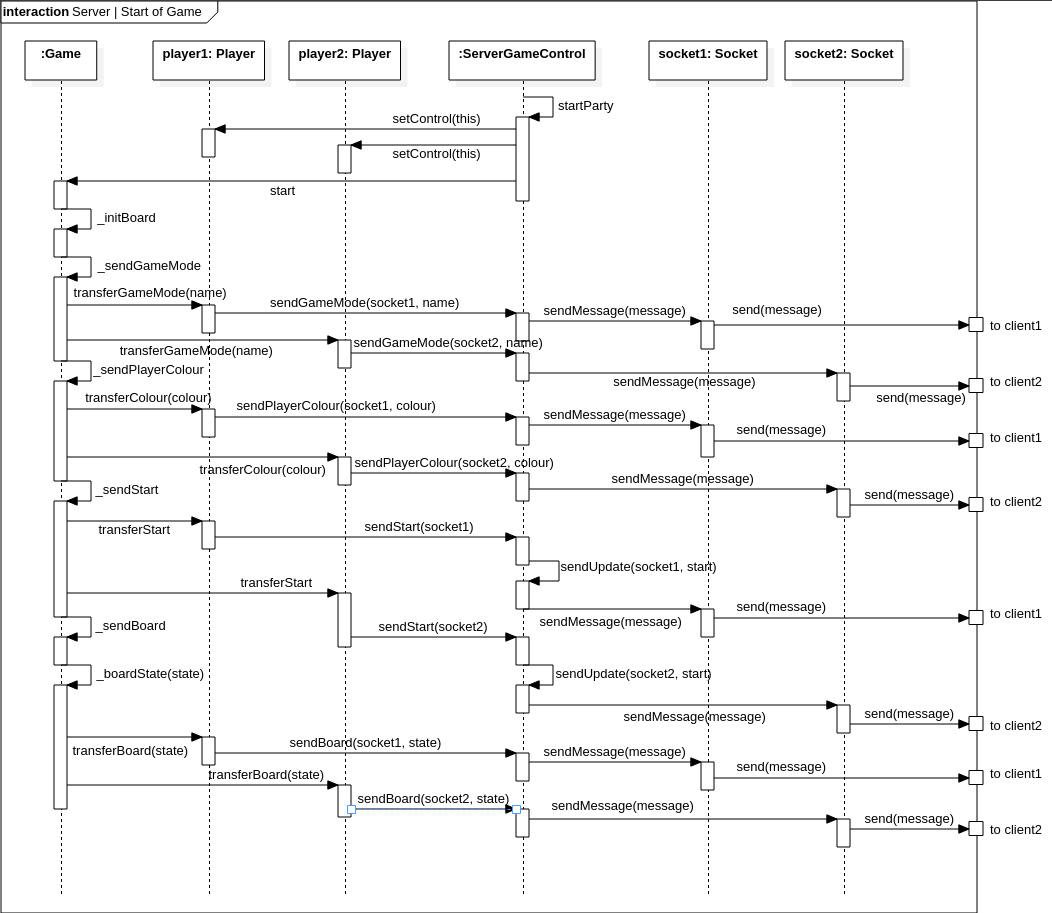 interaction Server | Start of Game
:Game
player1: Player
player2: Player
:ServerGameControl
socket1: Socket
socket2: Socket
startParty
setControl(this)
setControl(this)
start
_initBoard
_sendGameMode
transferGameMode(name)
sendGameMode(socket1, name)
sendMessage(message)
send(message)
to client1
transferGameMode(name)
sendGameMode(socket2, name)
_sendPlayerColour
sendMessage(message)
send(message)
to client2
transferColour(colour)
sendPlayerColour(socket1, colour)
sendMessage(message)
send(message)
to client1
transferColour(colour)
sendPlayerColour(socket2, colour)
sendMessage(message)
send(message)
to client2
_sendStart
transferStart
sendStart(socket1)
sendUpdate(socket1, start)
transferStart
sendMessage(message)
send(message)
to client1
_sendBoard
sendStart(socket2)
_boardState(state)
sendUpdate(socket2, start)
sendMessage(message)
send(message)
to client2
transferBoard(state)
sendBoard(socket1, state)
sendMessage(message)
send(message)
to client1
transferBoard(state)
sendBoard(socket2, state)
sendMessage(message)
send(message)
to client2